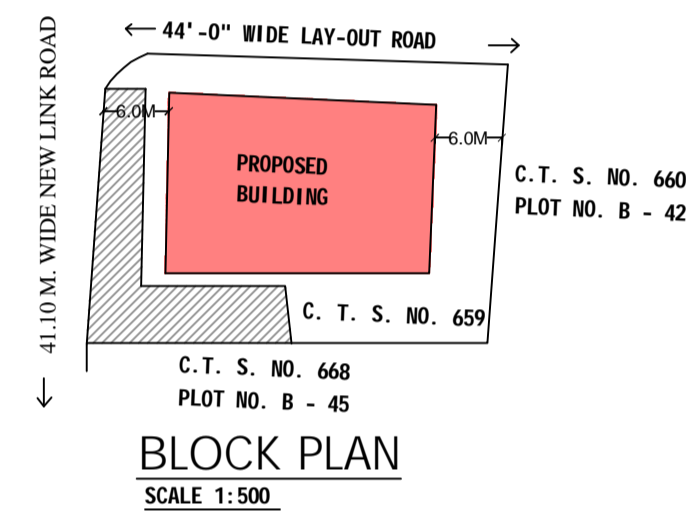 44'-0" WIDE LAY-OUT ROAD
41.10 M. WIDE NEW LINK ROAD
6.0M
6.0M
PROPOSED
BUILDING
C.T. S. NO. 660
PLOT NO. B - 42
C. T. S. NO. 659
C.T. S. NO. 668
PLOT NO. B - 45
BLOCK PLAN
SCALE 1:500